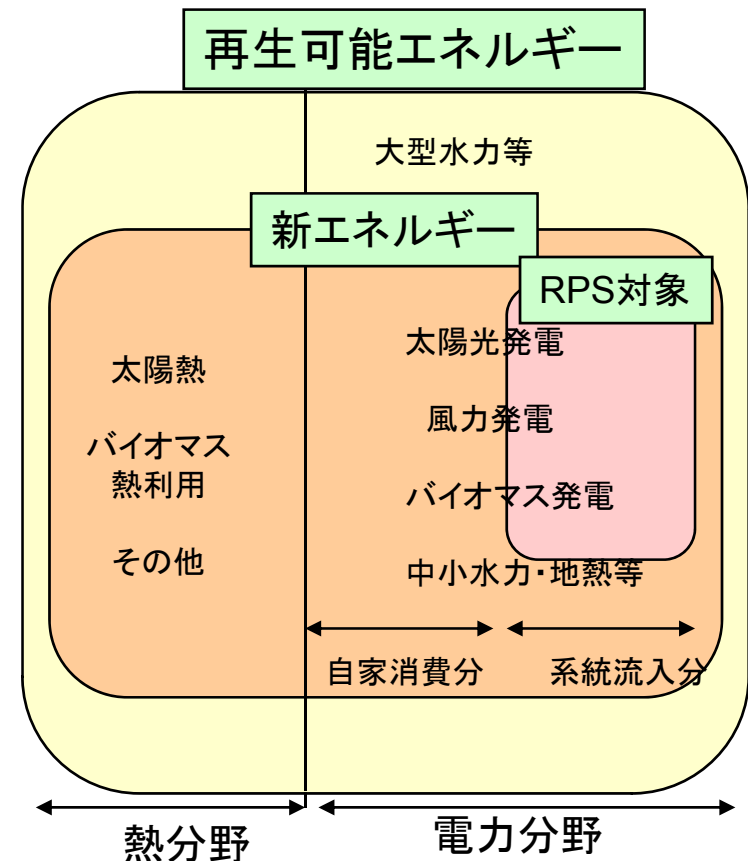 再生可能エネルギー
大型水力等
新エネルギー
RPS対象
太陽熱
バイオマス
熱利用
その他
太陽光発電
風力発電
バイオマス発電
中小水力・地熱等
自家消費分
系統流入分
熱分野
電力分野